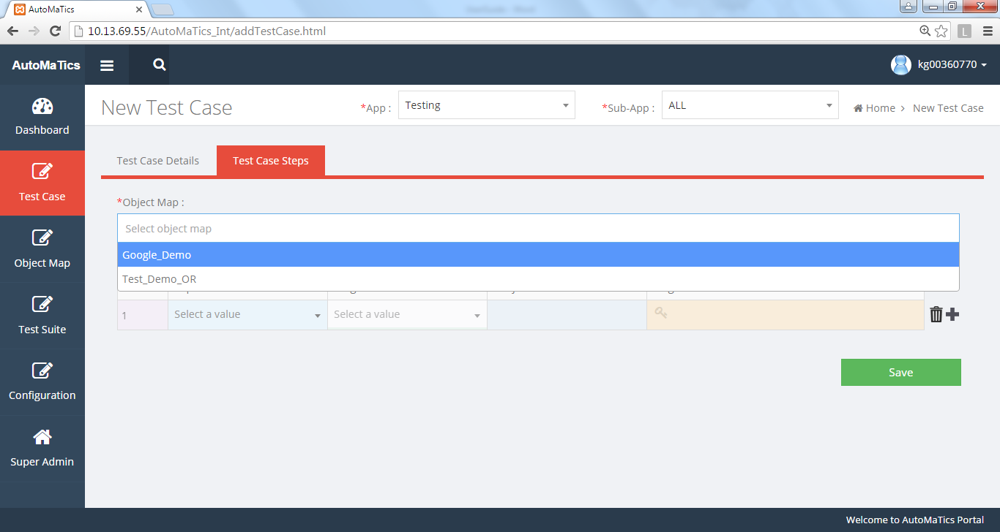 AutoMaTics
10.13.69.55/AutoMaTics_Int/addTestCase.html
L
AutoMaTics
kg00360770
New Test Case
*App :
Testing
*Sub-App :
ALL
Home > New Test Case
Dashboard
Test Case
Object Map
Test Suite
Configuration
Super Admin
Test Case Details
Test Case Steps
*Object Map :
Select object map
Google_Demo
Test_Demo_OR
1
Select a value
Select a value
Save
Welcome to AutoMaTics Portal